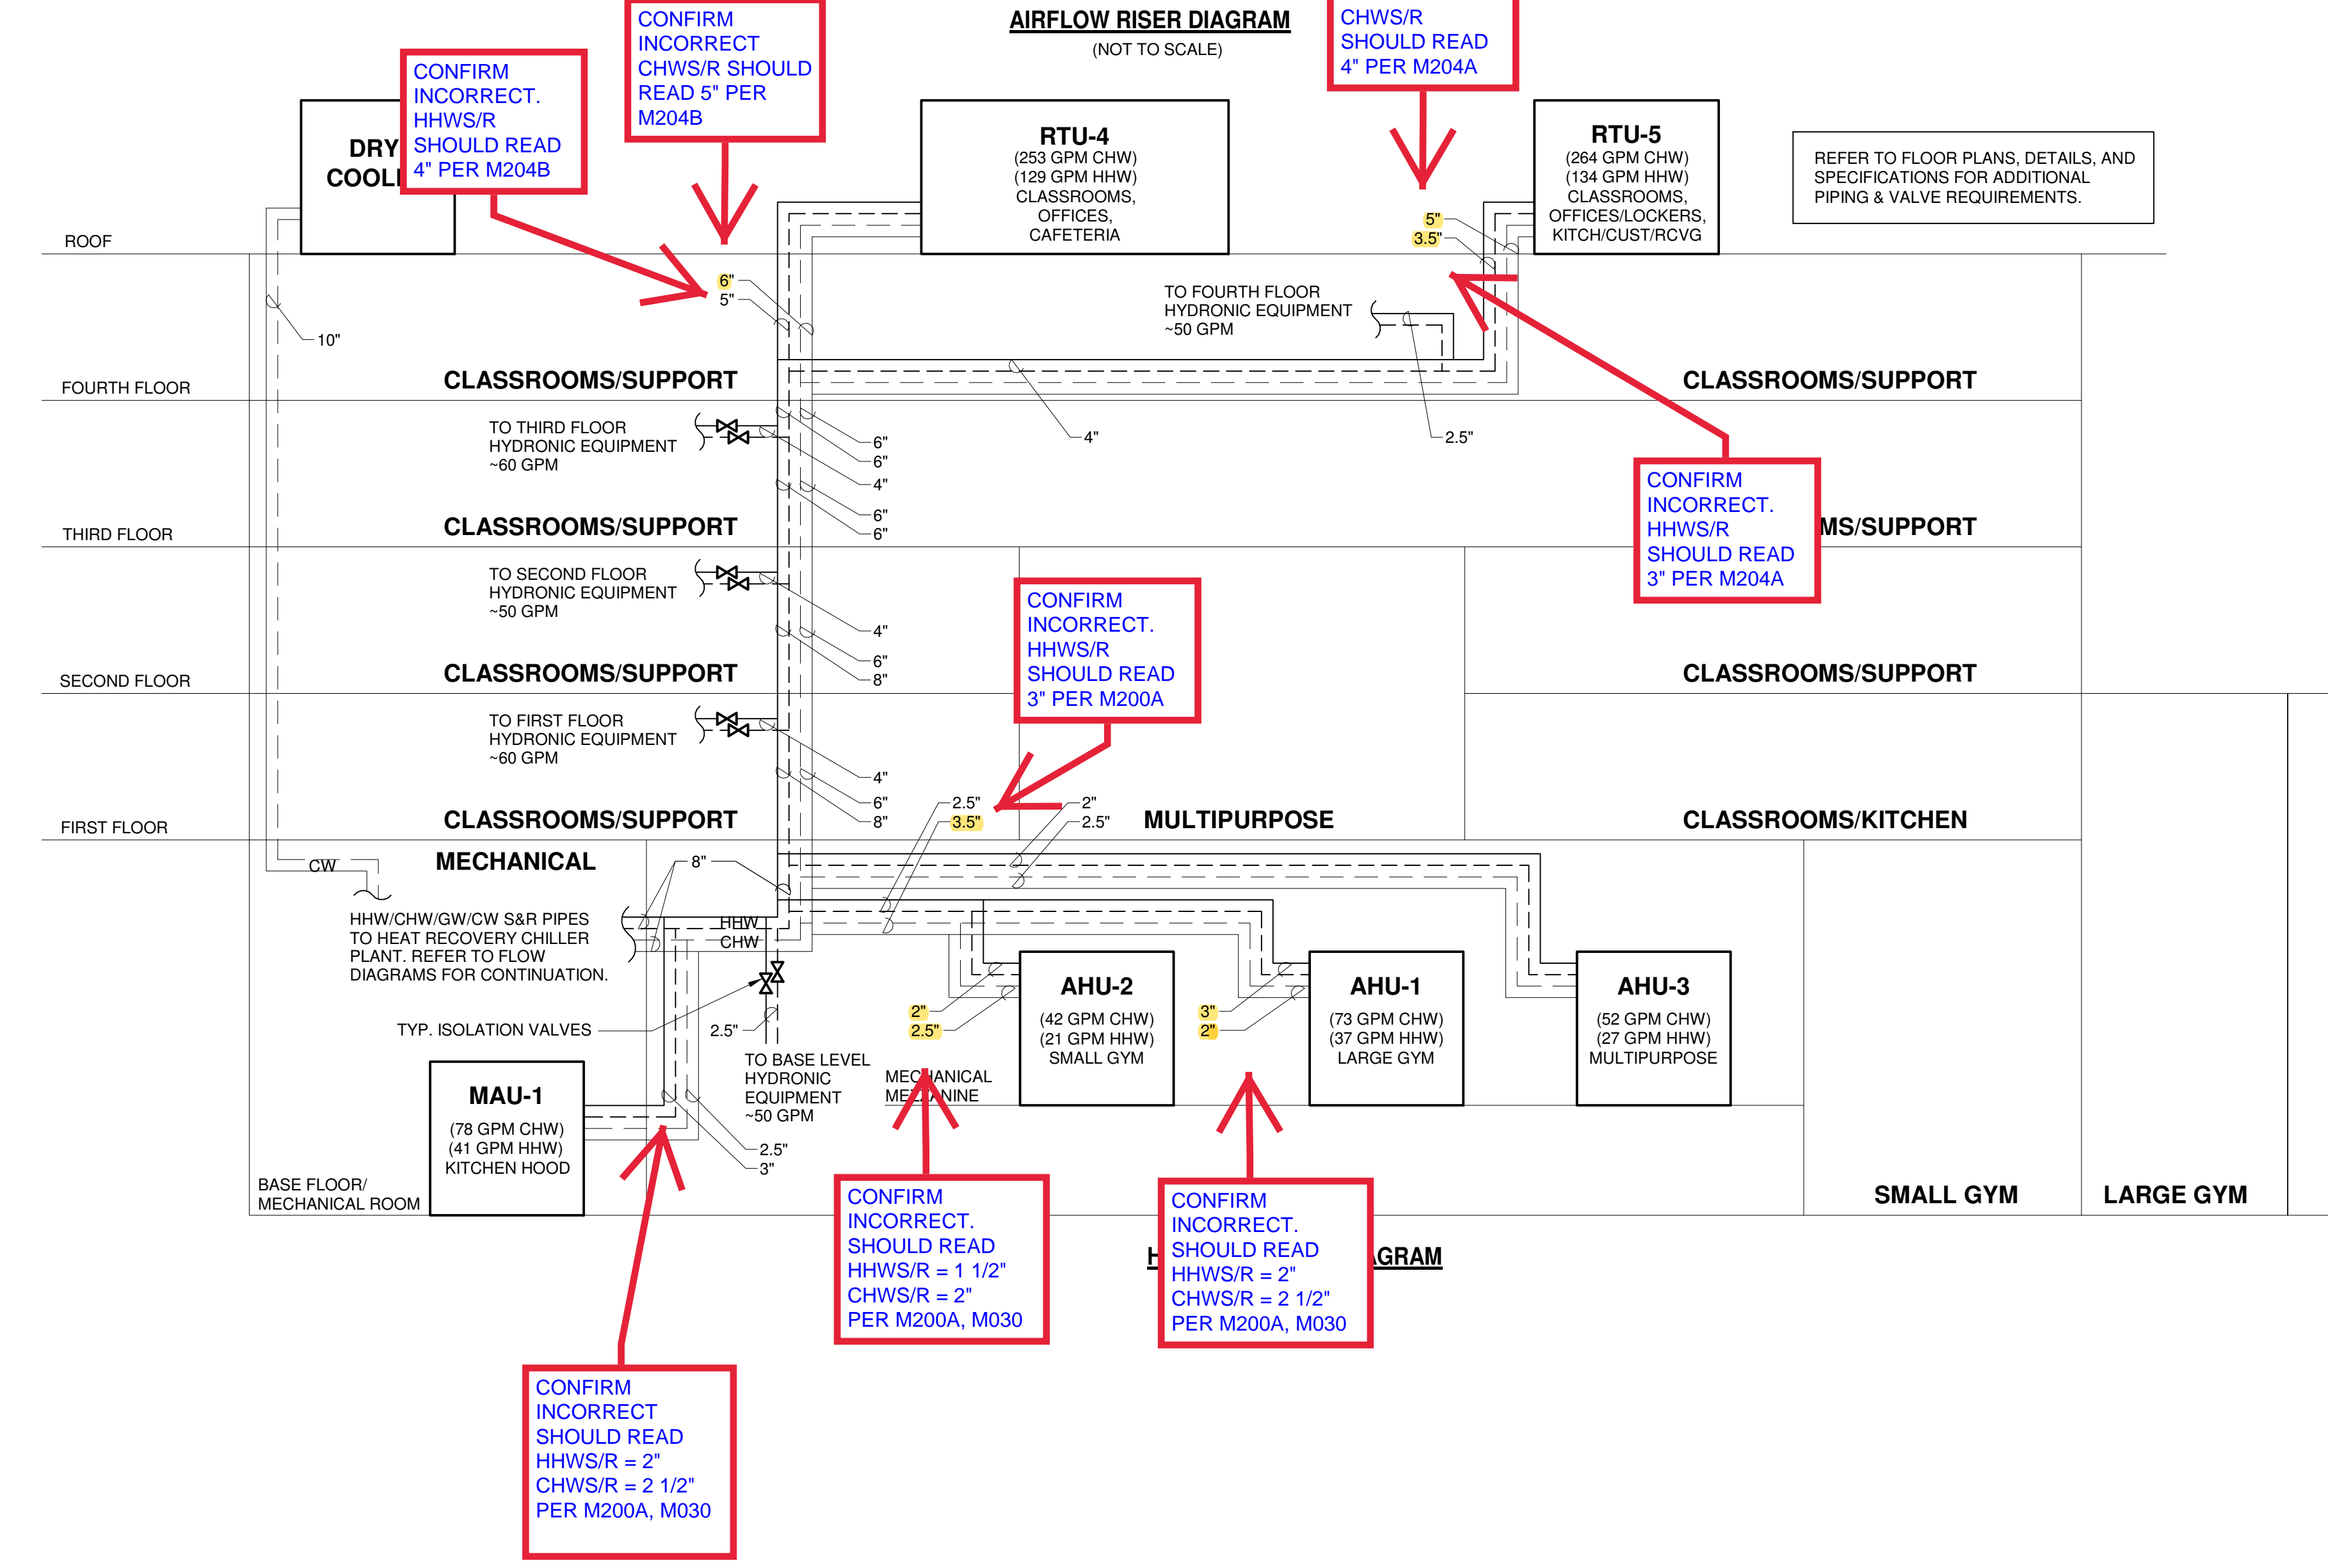 AIRFLOW RISER DIAGRAM
(NOT TO SCALE)
CONFIRM
INCORRECT
CHWS/R SHOULD
READ 5" PER
M204B
CHWS/R
SHOULD READ
4" PER M204A
CONFIRM
INCORRECT.
HHWS/R
SHOULD READ
4" PER M204B
DRY
RTU-4
(253 GPM CHW)
(129 GPM HHW)
CLASSROOMS,
OFFICES,
CAFETERIA
RTU-5
(264 GPM CHW)
(134 GPM HHW)
CLASSROOMS,
OFFICES/LOCKERS,
KITCH/CUST/RCVG
REFER TO FLOOR PLANS, DETAILS, AND
SPECIFICATIONS FOR ADDITIONAL
PIPING & VALVE REQUIREMENTS.
ROOF
5"
3.5"
6"
5"
10"
TO FOURTH FLOOR
HYDRONIC EQUIPMENT
~50 GPM
FOURTH FLOOR
CLASSROOMS/SUPPORT
CLASSROOMS/SUPPORT
TO THIRD FLOOR
HYDRONIC EQUIPMENT
~60 GPM
6"
6"
4"
4"
2.5"
6"
6"
CONFIRM
INCORRECT.
HHWS/R
SHOULD READ
3" PER M204A
THIRD FLOOR
CLASSROOMS/SUPPORT
MS/SUPPORT
TO SECOND FLOOR
HYDRONIC EQUIPMENT
~50 GPM
4"
6"
8"
CONFIRM
INCORRECT.
HHWS/R
SHOULD READ
3" PER M200A
SECOND FLOOR
CLASSROOMS/SUPPORT
CLASSROOMS/SUPPORT
TO FIRST FLOOR
HYDRONIC EQUIPMENT
~60 GPM
4"
6"
8"
2.5"
3.5"
2"
2.5"
FIRST FLOOR
CLASSROOMS/SUPPORT
MULTIPURPOSE
CLASSROOMS/KITCHEN
MECHANICAL
8"
CW
HHW
CHW
HHW/CHW/GW/CW S&R PIPES
TO HEAT RECOVERY CHILLER
PLANT. REFER TO FLOW
DIAGRAMS FOR CONTINUATION.
TYP. ISOLATION VALVES
2.5"
TO BASE LEVEL
HYDRONIC
EQUIPMENT
~50 GPM
2"
2.5"
AHU-2
(42 GPM CHW)
(21 GPM HHW)
SMALL GYM
3"
2"
AHU-1
(73 GPM CHW)
(37 GPM HHW)
LARGE GYM
AHU-3
(52 GPM CHW)
(27 GPM HHW)
MULTIPURPOSE
MECHANICAL
MEZZANINE
MAU-1
(78 GPM CHW)
(41 GPM HHW)
KITCHEN HOOD
2.5"
3"
BASE FLOOR/
MECHANICAL ROOM
SMALL GYM
LARGE GYM
CONFIRM
INCORRECT.
SHOULD READ
HHWS/R = 1 1/2"
CHWS/R = 2"
PER M200A, M030
CONFIRM
INCORRECT.
SHOULD READ
HHWS/R = 2"
CHWS/R = 2 1/2"
PER M200A, M030
CONFIRM
INCORRECT
SHOULD READ
HHWS/R = 2"
CHWS/R = 2 1/2"
PER M200A, M030